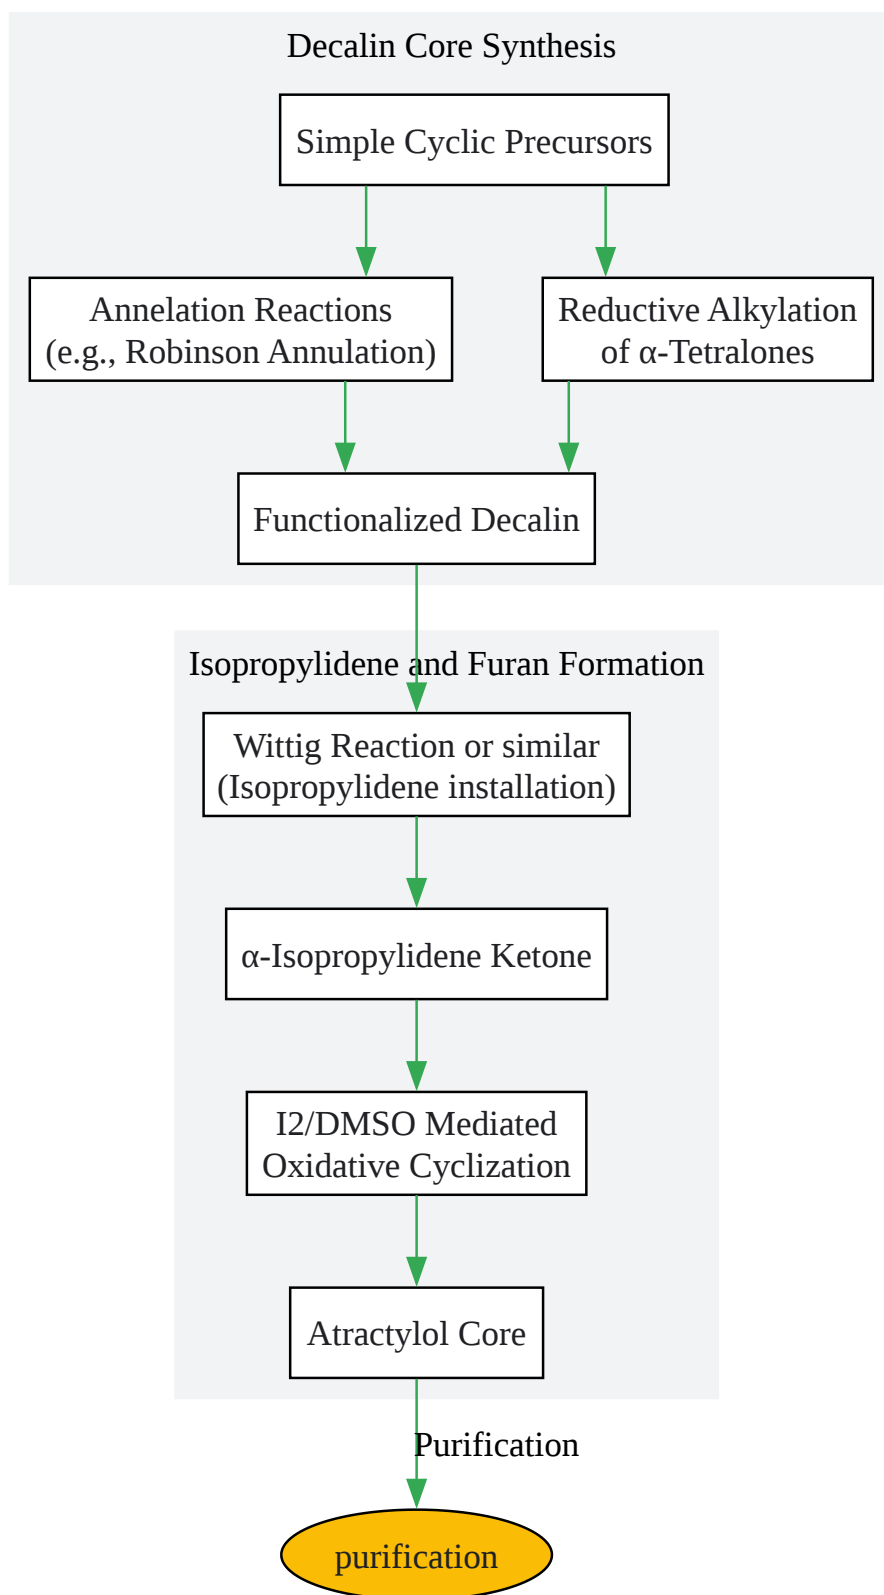 Decalin Core Synthesis
Simple Cyclic Precursors
Annelation Reactions
(e.g., Robinson Annulation)
Reductive Alkylation
of α-Tetralones
Functionalized Decalin
Isopropylidene and Furan Formation
Wittig Reaction or similar
(Isopropylidene installation)
α-Isopropylidene Ketone
I2/DMSO Mediated
Oxidative Cyclization
Atractylol Core
Purification
purification